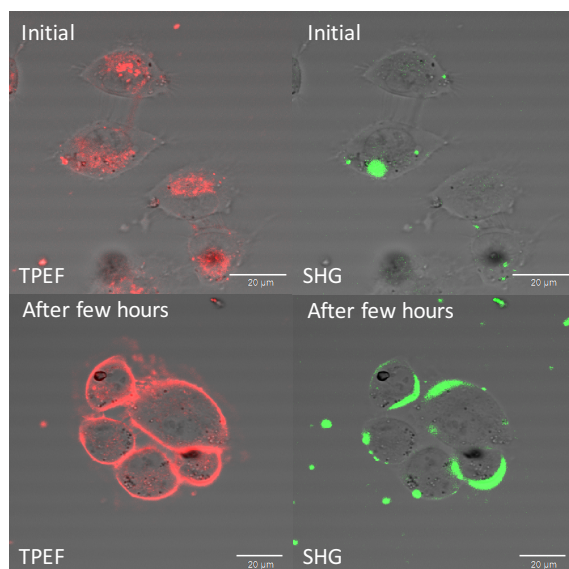 Initial
Initial
TPEF
20 µm
SHG
20 µm
After few hours
After few hours
TPEF
20 µm
SHG
20 µm